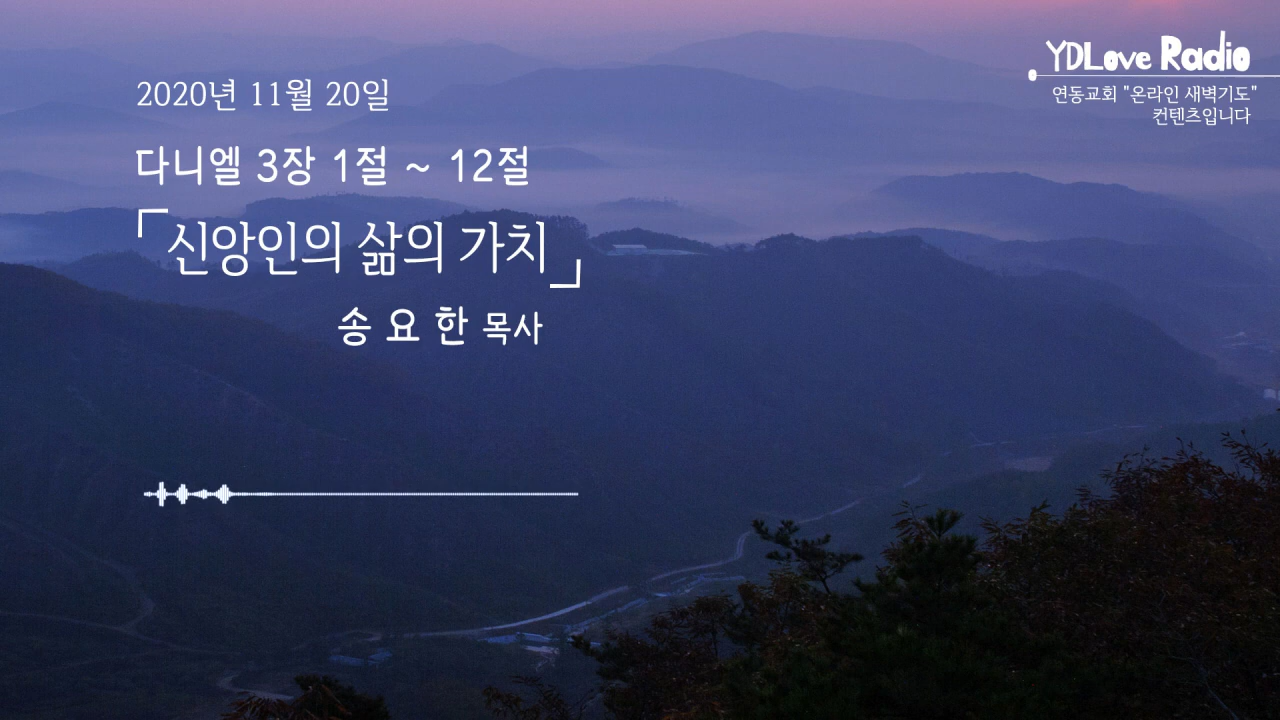 2020년 11월 20일
다니엘 3장 1절 ~ 12절
「신앙인의 삶의 가치」
송 요 한 목사
YDLove Radio
연동교회 "온라인 새벽기도"
컨텐츠입니다